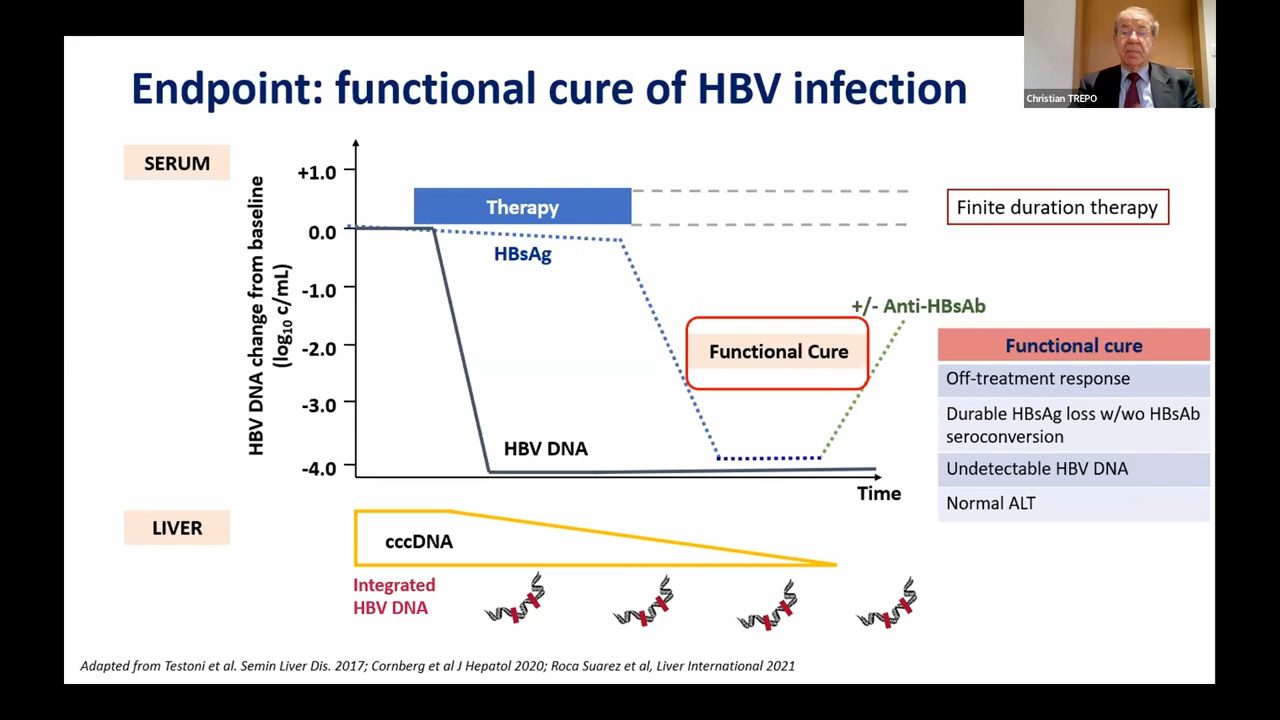 Endpoint: functional cure of HBV infection
Christian TREPO
SERUM
HBV DNA change from baseline
(log10 c/mL)
+1.0
0.0
-1.0
-2.0
-3.0
-4.0
Therapy
HBsAg
Finite duration therapy
+/- Anti-HBsAb
Functional Cure
HBV DNA
Time
Functional cure
Off-treatment response
Durable HBsAg loss w/wo HBsAb
seroconversion
Undetectable HBV DNA
Normal ALT
LIVER
cccDNA
Integrated
HBV DNA
Adapted from Testoni et al. Semin Liver Dis. 2017; Cornberg et al J Hepatol 2020; Roca Suarez et al, Liver International 2021